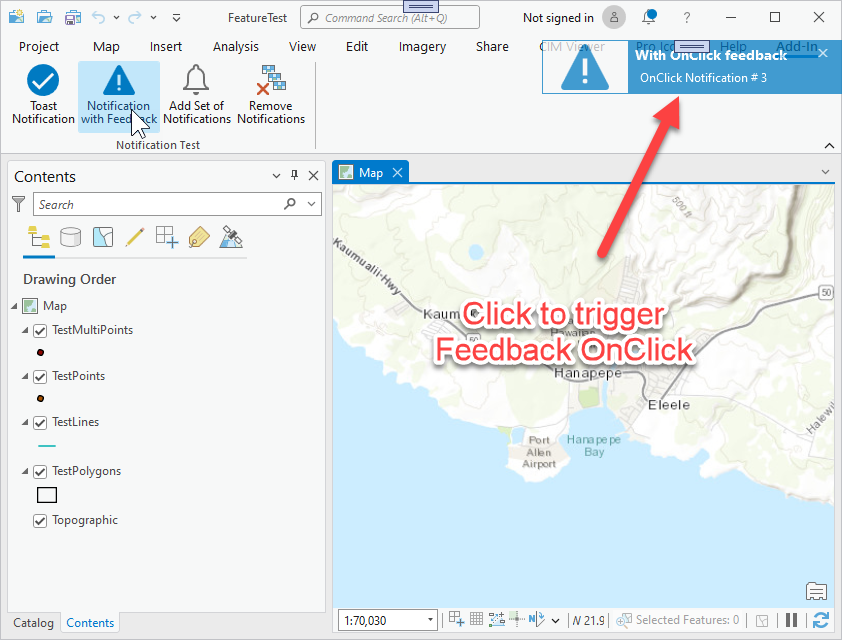 FeatureTest
Command Search (Alt+Q)
Not signed in
?
Project
Map
Insert
Analysis
View
Edit
Imagery
Share
CIM Viewer
Pro
Help
Add-In
With OnClick feedback
OnClick Notification # 3
Toast
Notification
Notification
with Feedback
Add Set of
Notifications
Remove
Notifications
Notification Test
Contents
Search
Drawing Order
Map
TestMultiPoints
TestPoints
TestLines
TestPolygons
Topographic
Catalog
Contents
Map
500 ft
Kaumualii-Hwy
50
50
Click to trigger
Feedback OnClick
Hanapepe
Eleele
Port
Allen
Airport
Hanapepe
Bay
1:70,030
N
N 21.9
Selected Features: 0